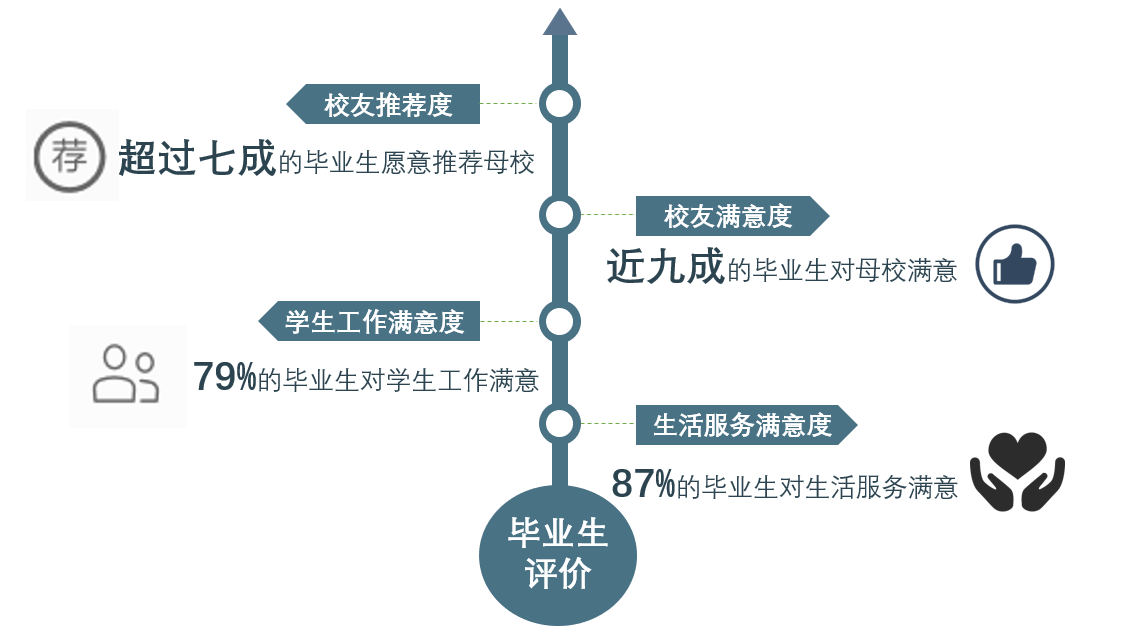 校友推荐度
荐
超过七成的毕业生愿意推荐母校
校友满意度
近九成的毕业生对母校满意
学生工作满意度
79%的毕业生对学生工作满意
生活服务满意度
87%的毕业生对生活服务满意
毕业生
评价